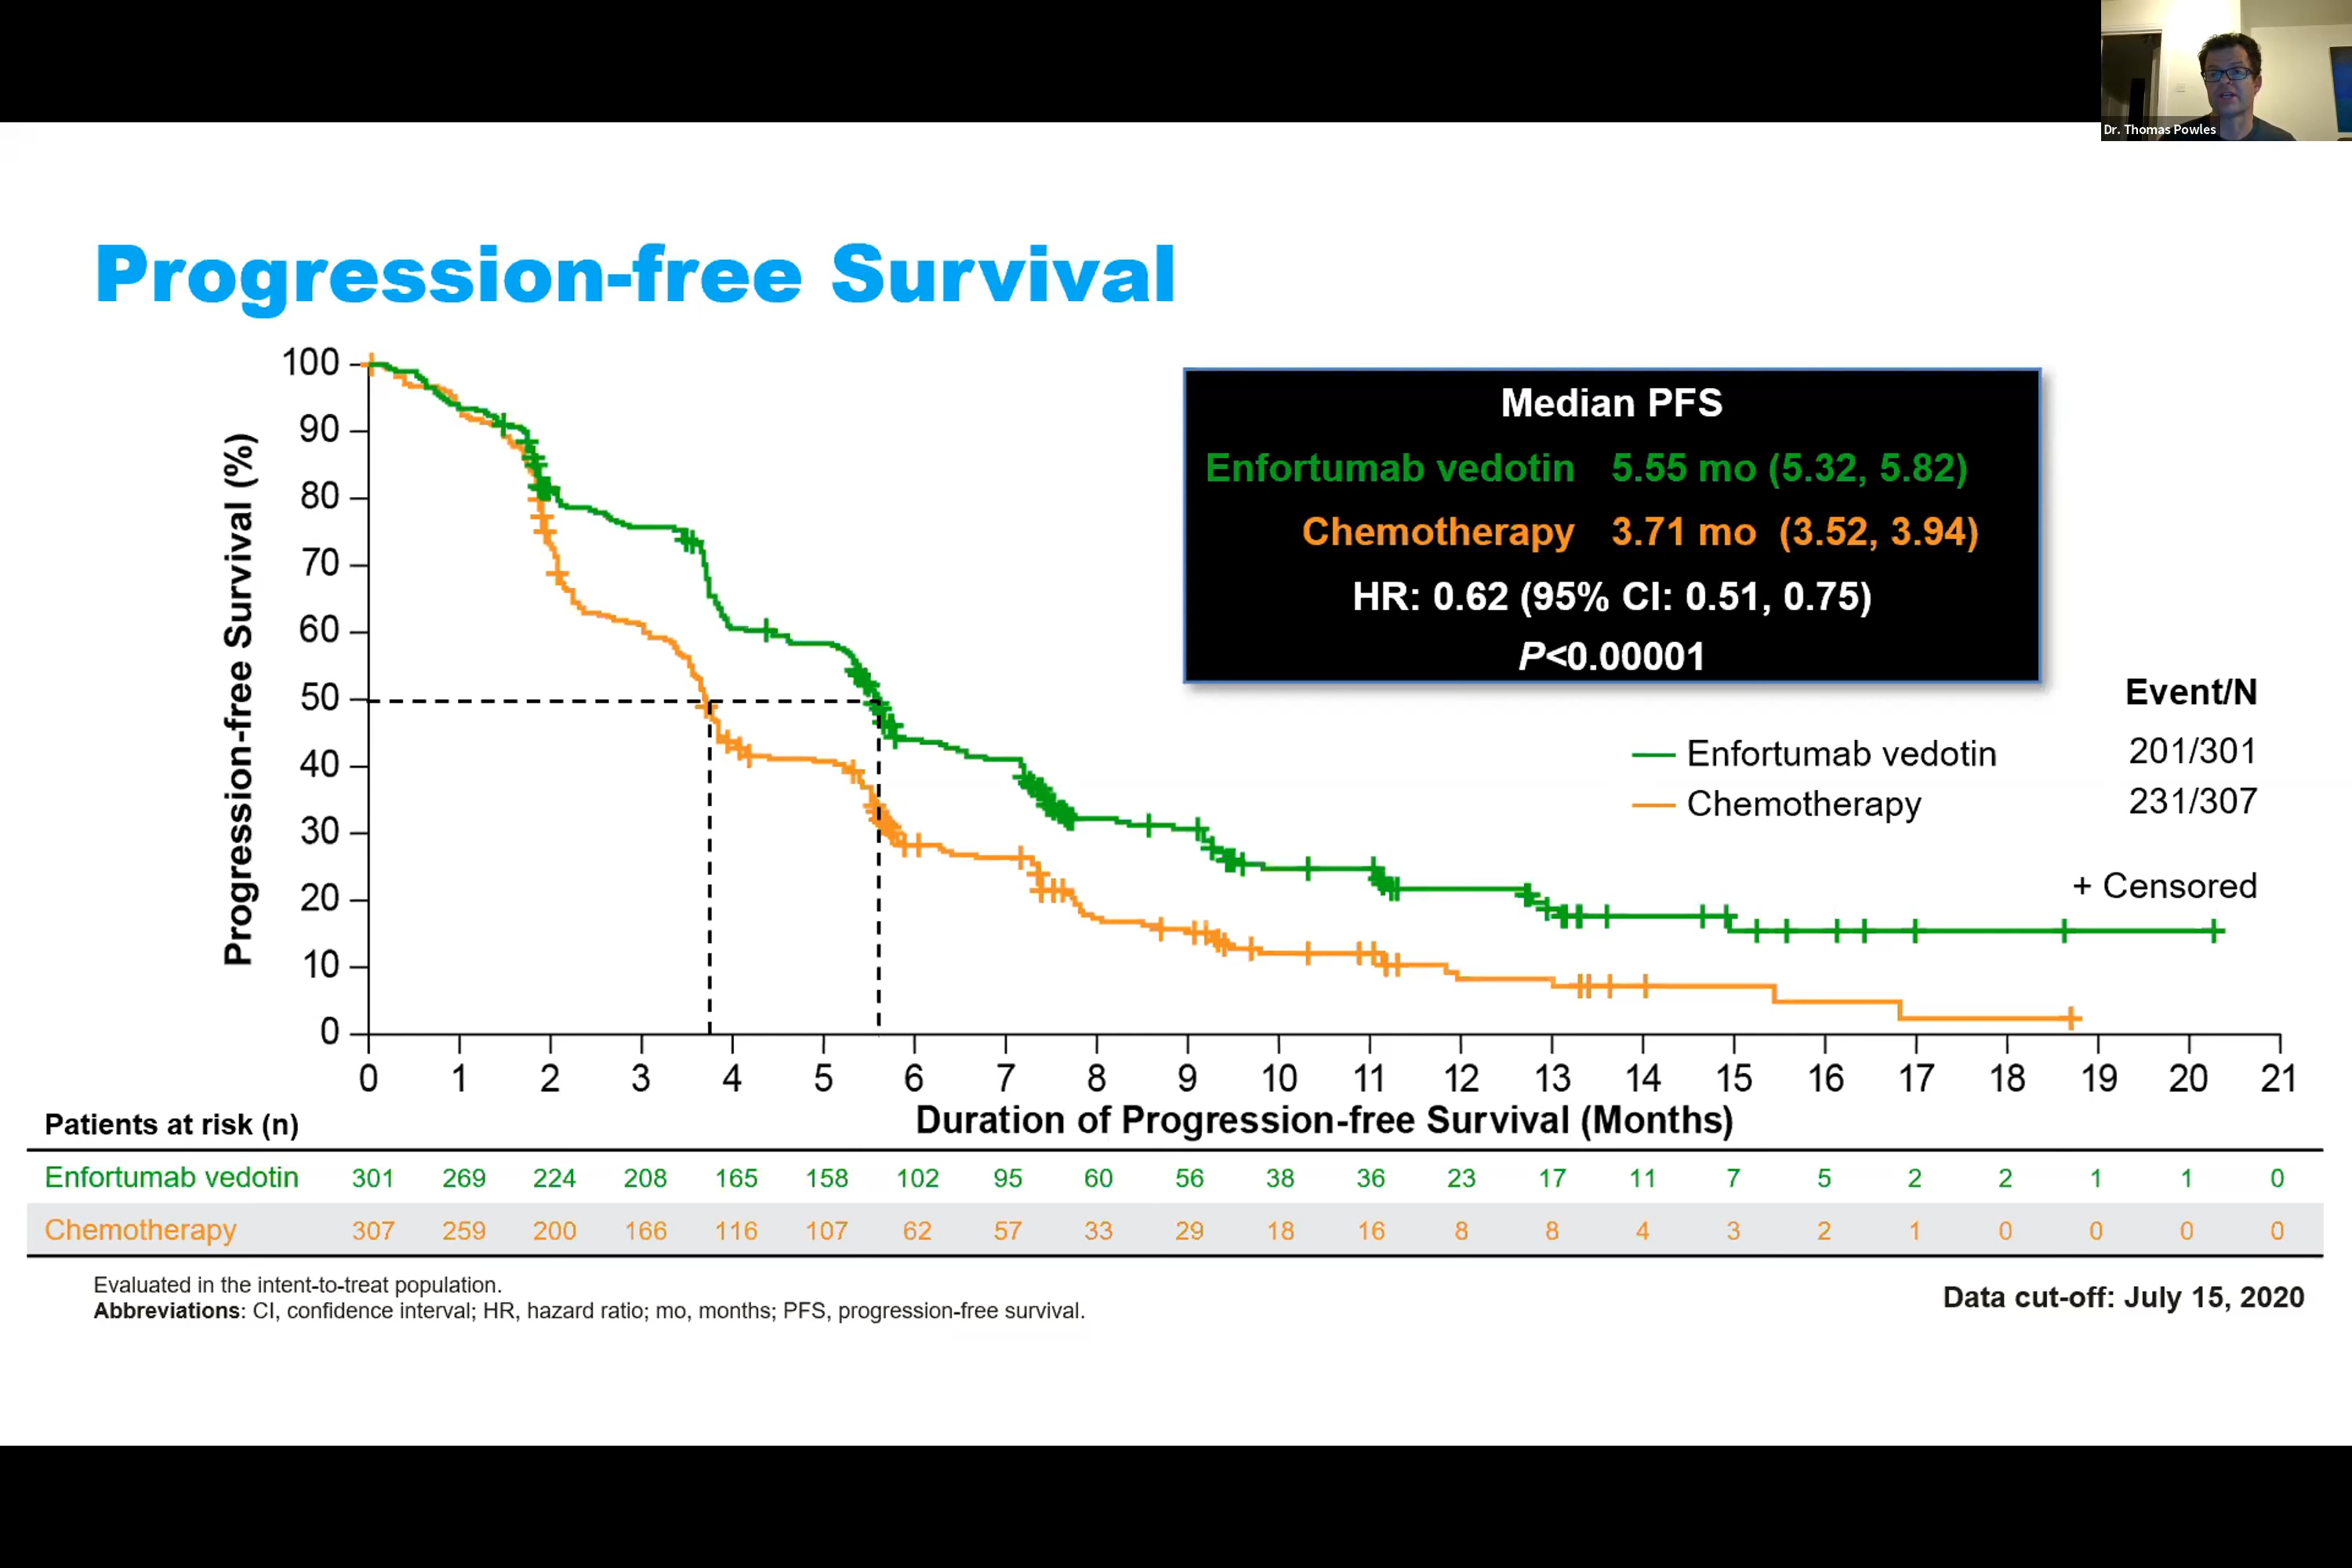 Dr. Thomas Powles
Progression-free Survival
Progression-free Survival (%)
100
90
80
70
60
50
40
30
20
10
0
Median PFS
Enfortumab vedotin 5.55 mo (5.32, 5.82)
Chemotherapy 3.71 mo (3.52, 3.94)
HR: 0.62 (95% CI: 0.51, 0.75)
P<0.00001
Event/N
Enfortumab vedotin 201/301
Chemotherapy 231/307
+ Censored
0 1 2 3 4 5 6 7 8 9 10 11 12 13 14 15 16 17 18 19 20 21
Duration of Progression-free Survival (Months)
Patients at risk (n)
Enfortumab vedotin 301 269 224 208 165 158 102 95 60 56 38 36 23 17 11 7 5 2 2 1 1 0
Chemotherapy 307 259 200 166 116 107 62 57 33 29 18 16 8 8 4 3 2 1 0 0 0 0
Evaluated in the intent-to-treat population.
Abbreviations: CI, confidence interval; HR, hazard ratio; mo, months; PFS, progression-free survival.
Data cut-off: July 15, 2020